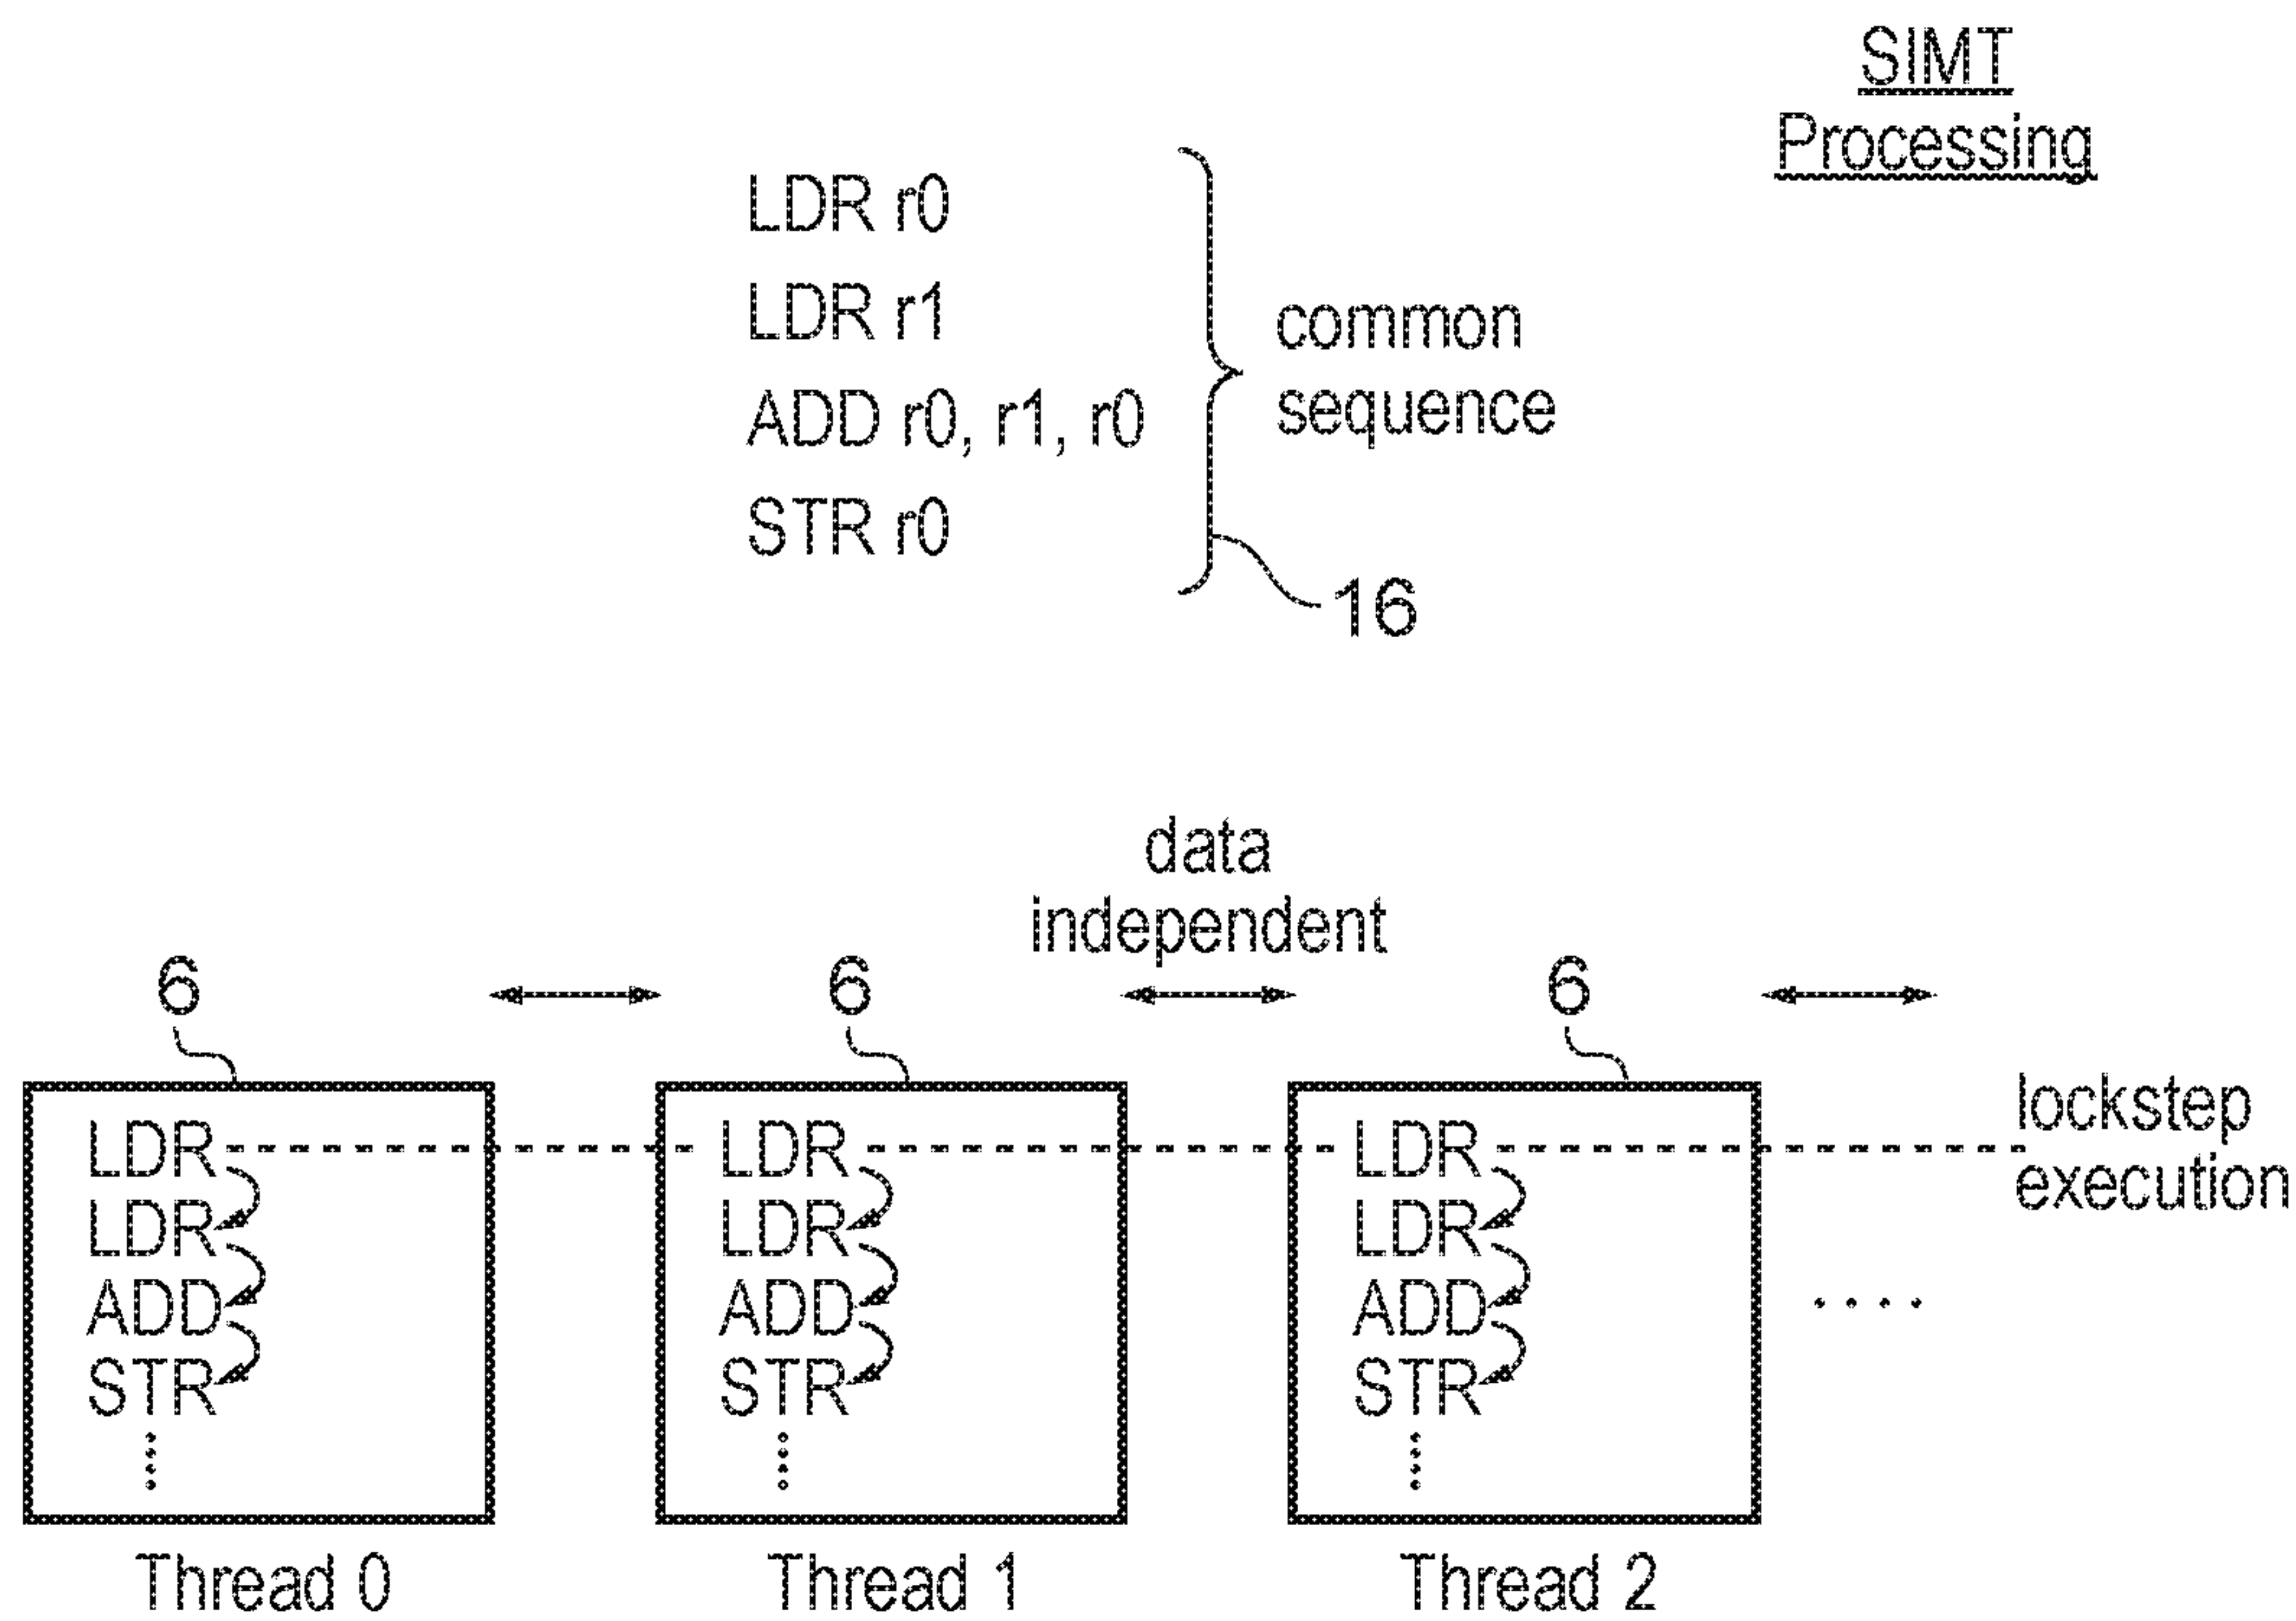 SIMT
Processing
LDR r0
LDR r1
ADD r0, r1, r0
STR r0
common
sequence
16
data
independent
6 6 6
lockstep
execution
LDR LDR LDR
LDR LDR LDR
ADD ADD ADD ....
STR STR STR
Thread 0 Thread 1 Thread 2